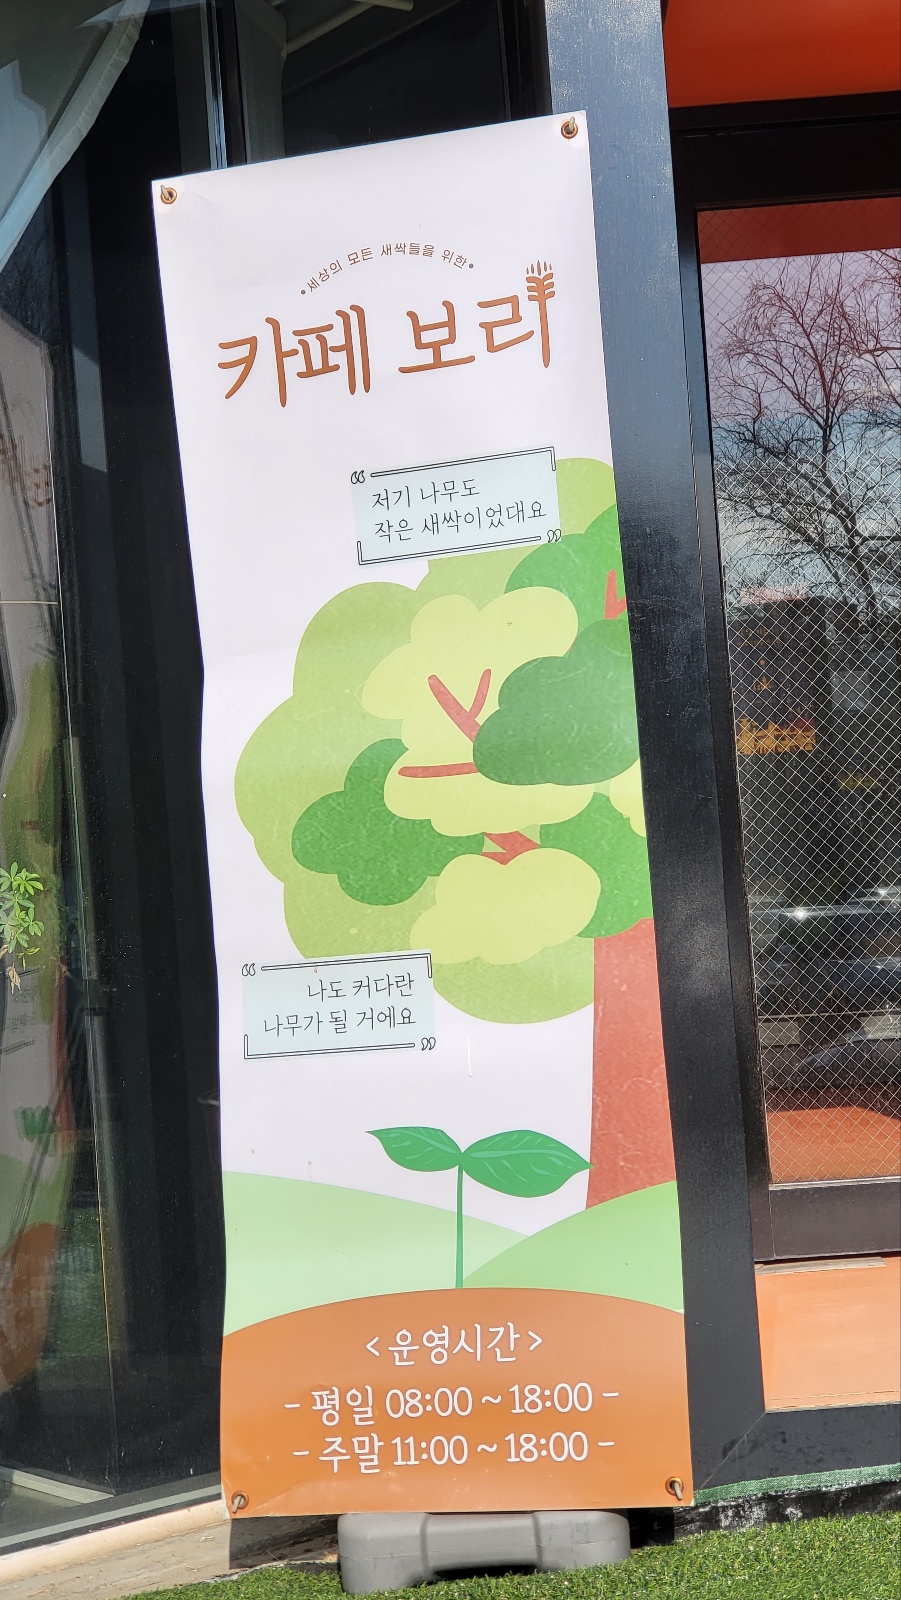 •세상의 모든 새싹들을 위한•
카페 보리
저기 나무도
작은 새싹이었대요
나도 커다란
나무가 될 거에요
<운영시간>
- 평일 08:00 ~ 18:00 -
- 주말 11:00 ~ 18:00 -